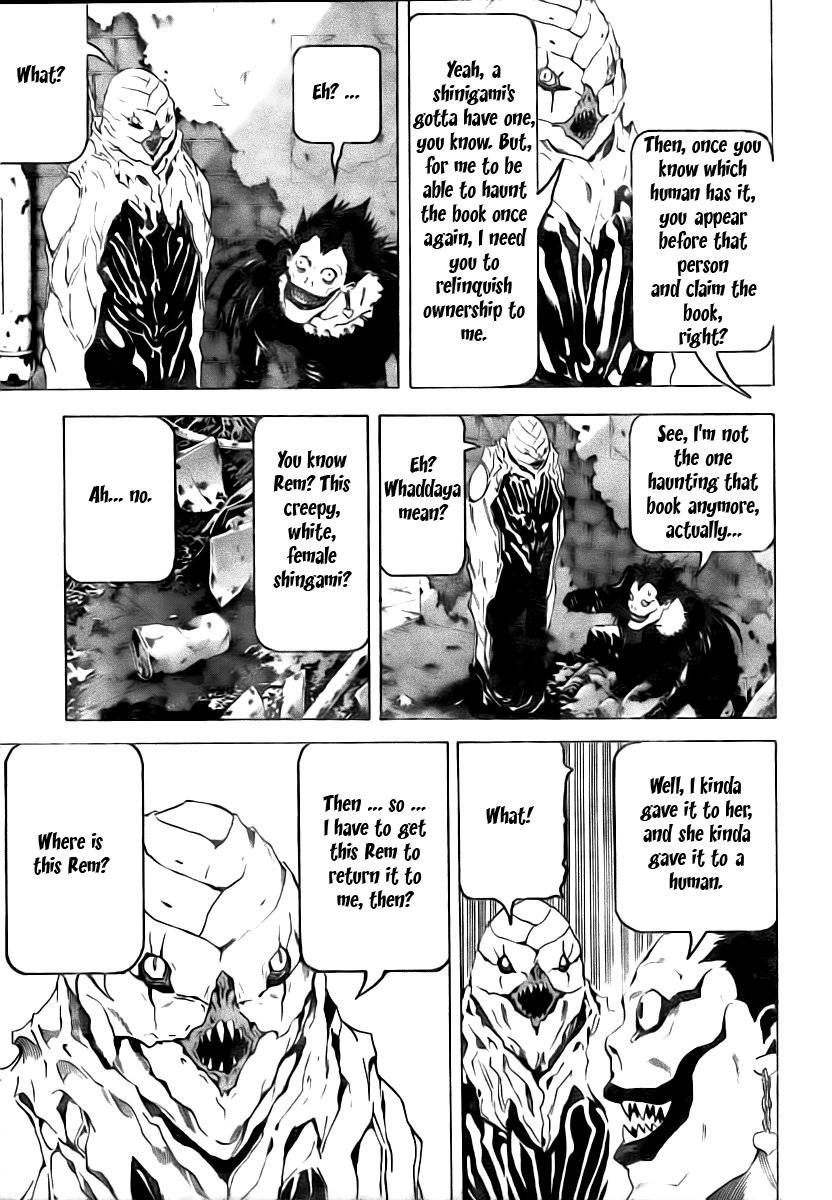 Then, once you
know which
human has it,
you appear
before that
person
and claim the
book,
right?
Yeah, a
shinigami's
gotta have one,
you know. But,
for me to be
able to haunt
the book once
again, I need
you to
relinquish
ownership to
me.
Eh? ...
What?
See, I'm not
the one
haunting that
book anymore,
actually...
Eh?
Whaddaya
mean?
You know
Rem? This
creepy,
white,
female
shingami?
Ah... no.
Well, I kinda
gave it to her,
and she kinda
gave it to a
human.
What!
Then ... so ...
I have to get
this Rem to
return it to
me, then?
Where is
this Rem?